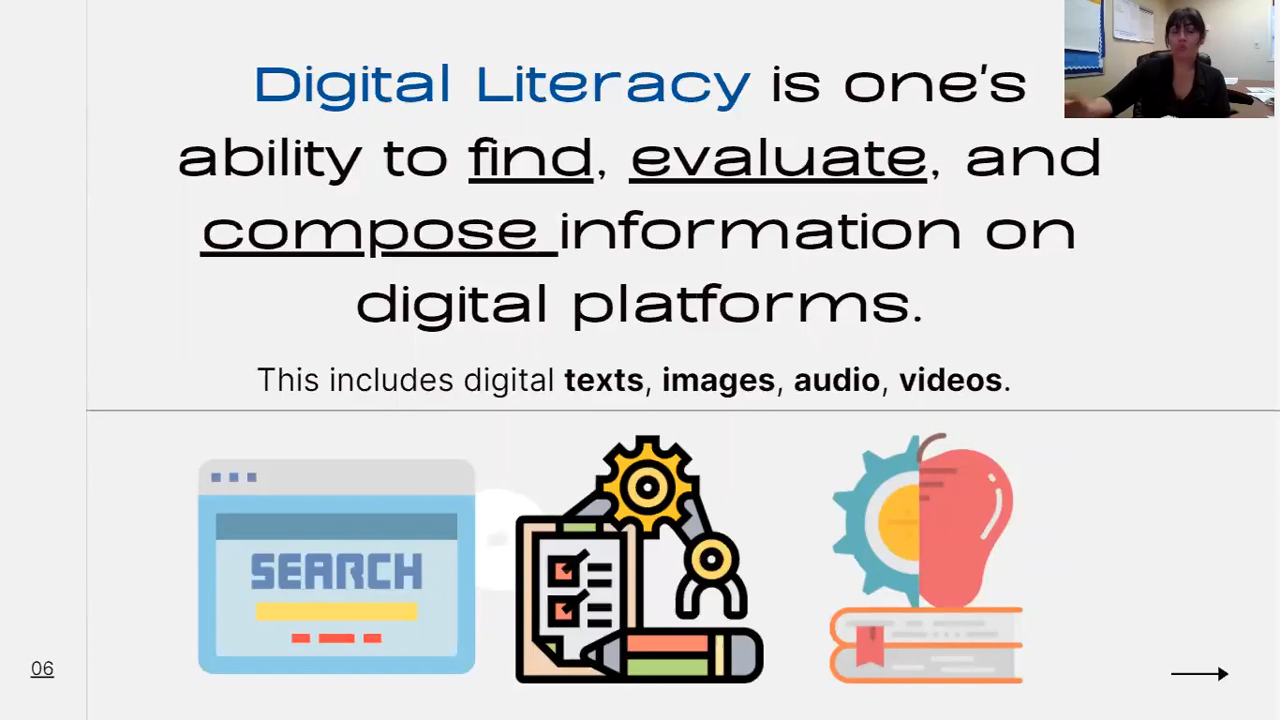 Digital Literacy is one's
ability to find, evaluate, and
compose information on
digital platforms.
This includes digital texts, images, audio, videos.
SEARCH
06